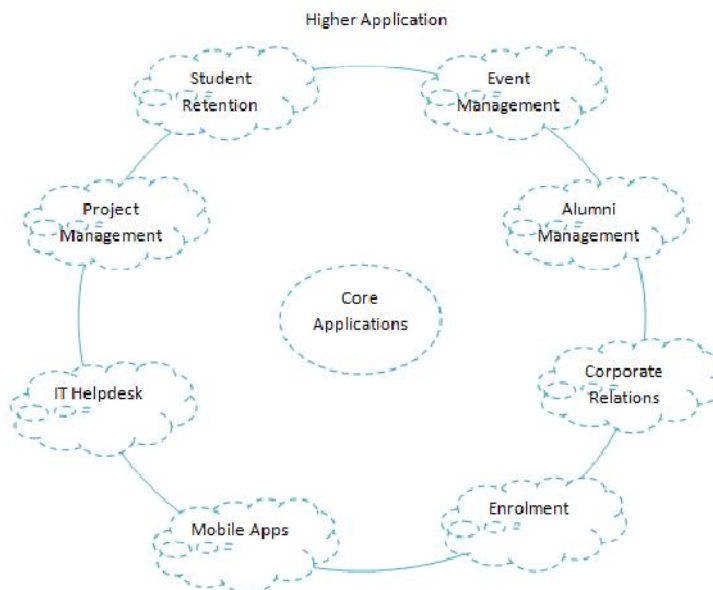 Higher Application
Student
Retention
Event
Management
Project
Management
Alumni
Management
Core
Applications
IT Helpdesk
Corporate
Relations
Mobile Apps
Enrolment